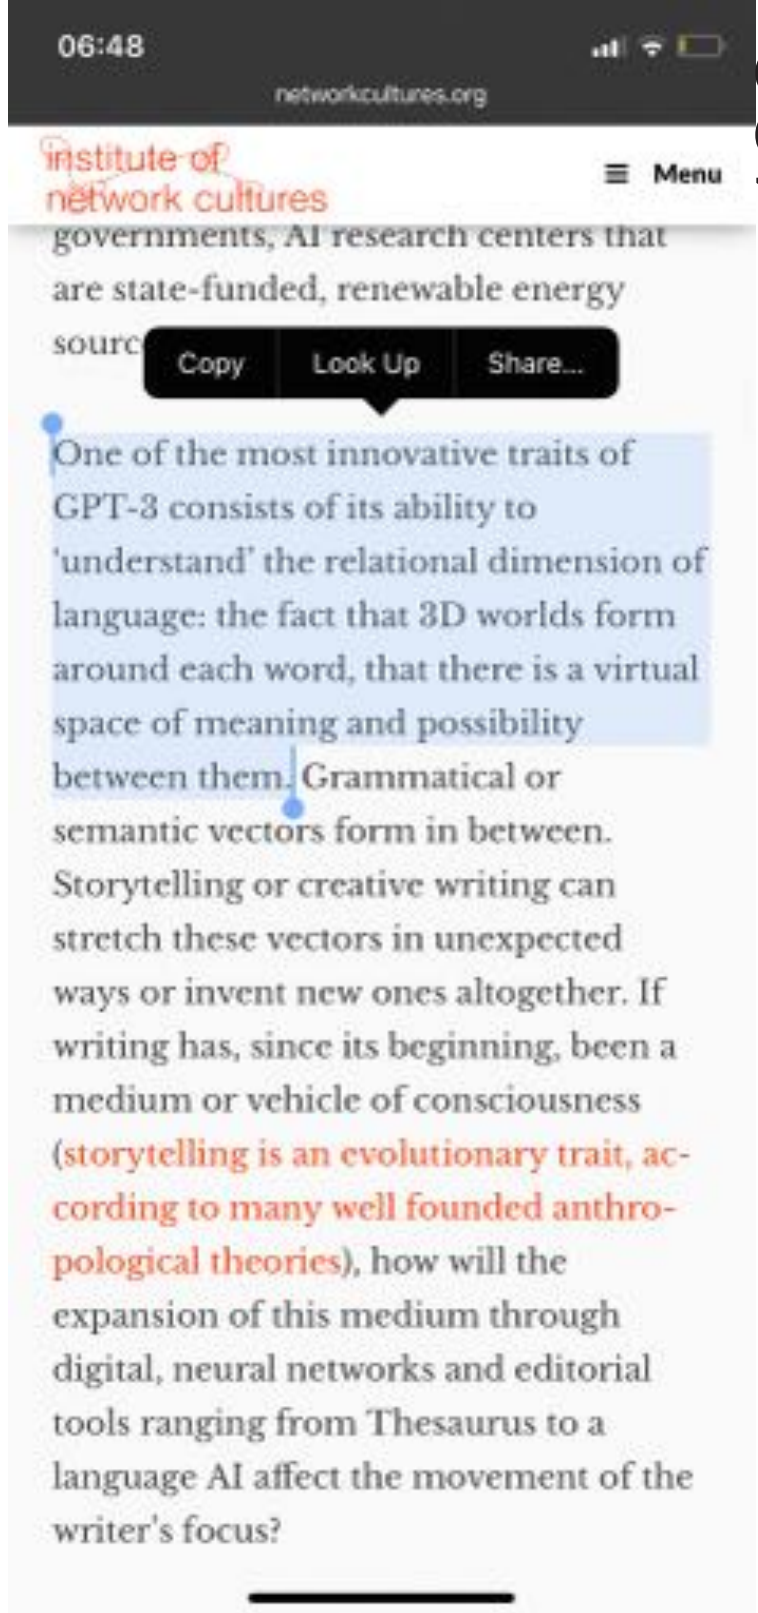 06:48
networkcultures.org
institute of
network cultures
Menu
governments, AI research centers that
are state-funded, renewable energy
sourc
Copy
Look Up
Share...
One of the most innovative traits of
GPT-3 consists of its ability to
'understand' the relational dimension of
language: the fact that 3D worlds form
around each word, that there is a virtual
space of meaning and possibility
between them. Grammatical or
semantic vectors form in between.
Storytelling or creative writing can
stretch these vectors in unexpected
ways or invent new ones altogether. If
writing has, since its beginning, been a
medium or vehicle of consciousness
(storytelling is an evolutionary trait, ac-
cording to many well founded anthro-
pological theories), how will the
expansion of this medium through
digital, neural networks and editorial
tools ranging from Thesaurus to a
language AI affect the movement of the
writer's focus?